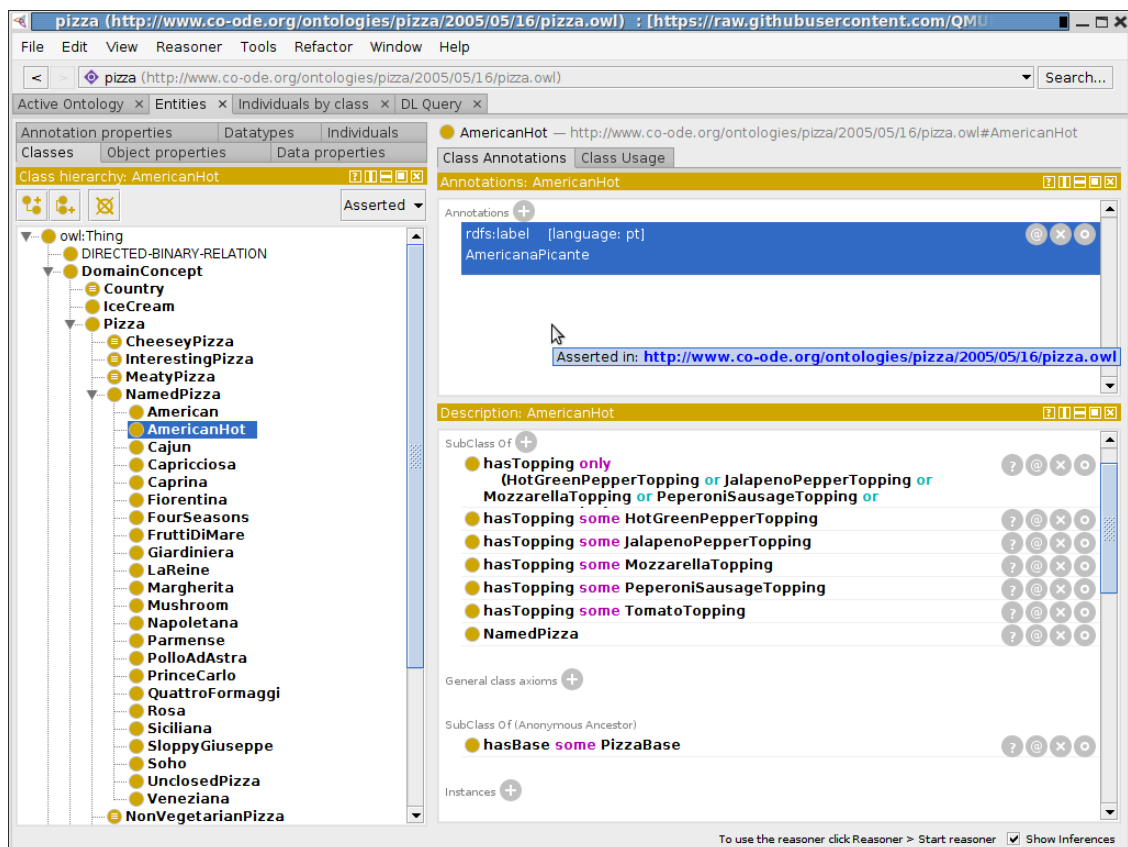 pizza (http://www.co-ode.org/ontologies/pizza/2005/05/16/pizza.owl) : [https://raw.githubusercontent.com/QMU
File Edit View Reasoner Tools Refactor Window Help
< > pizza (http://www.co-ode.org/ontologies/pizza/2005/05/16/pizza.owl) Search...
Active Ontology × Entities × Individuals by class × DL Query ×
Annotation properties Datatypes Individuals
Classes Object properties Data properties
Class hierarchy: AmericanHot
Asserted
owl:Thing
DIRECTED-BINARY-RELATION
DomainConcept
Country
IceCream
Pizza
CheeseyPizza
InterestingPizza
MeatyPizza
NamedPizza
American
AmericanHot
Cajun
Capricciosa
Caprina
Fiorentina
FourSeasons
FruttiDiMare
Giardiniera
LaReine
Margherita
Mushroom
Napoletana
Parmense
PolloAdAstra
PrinceCarlo
QuattroFormaggi
Rosa
Siciliana
SloppyGiuseppe
Soho
UnclosedPizza
Veneziana
NonVegetarianPizza
AmericanHot — http://www.co-ode.org/ontologies/pizza/2005/05/16/pizza.owl#AmericanHot
Class Annotations Class Usage
Annotations: AmericanHot
Annotations
rdfs:label [language: pt]
AmericanaPicante
Asserted in: http://www.co-ode.org/ontologies/pizza/2005/05/16/pizza.owl
Description: AmericanHot
SubClass Of
hasTopping only
(HotGreenPepperTopping or JalapenoPepperTopping or
MozzarellaTopping or PeperoniSausageTopping or
hasTopping some HotGreenPepperTopping
hasTopping some JalapenoPepperTopping
hasTopping some MozzarellaTopping
hasTopping some PeperoniSausageTopping
hasTopping some TomatoTopping
NamedPizza
General class axioms
SubClass Of (Anonymous Ancestor)
hasBase some PizzaBase
Instances
To use the reasoner click Reasoner > Start reasoner Show Inferences